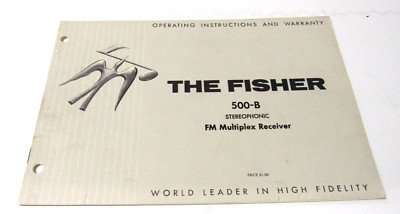 OPERATING INSTRUCTIONS AND WARRANTY
THE FISHER
500-B
STEREOPHONIC
FM Multiplex Receiver
PRICE $1.00
WORLD LEADER IN HIGH FIDELITY